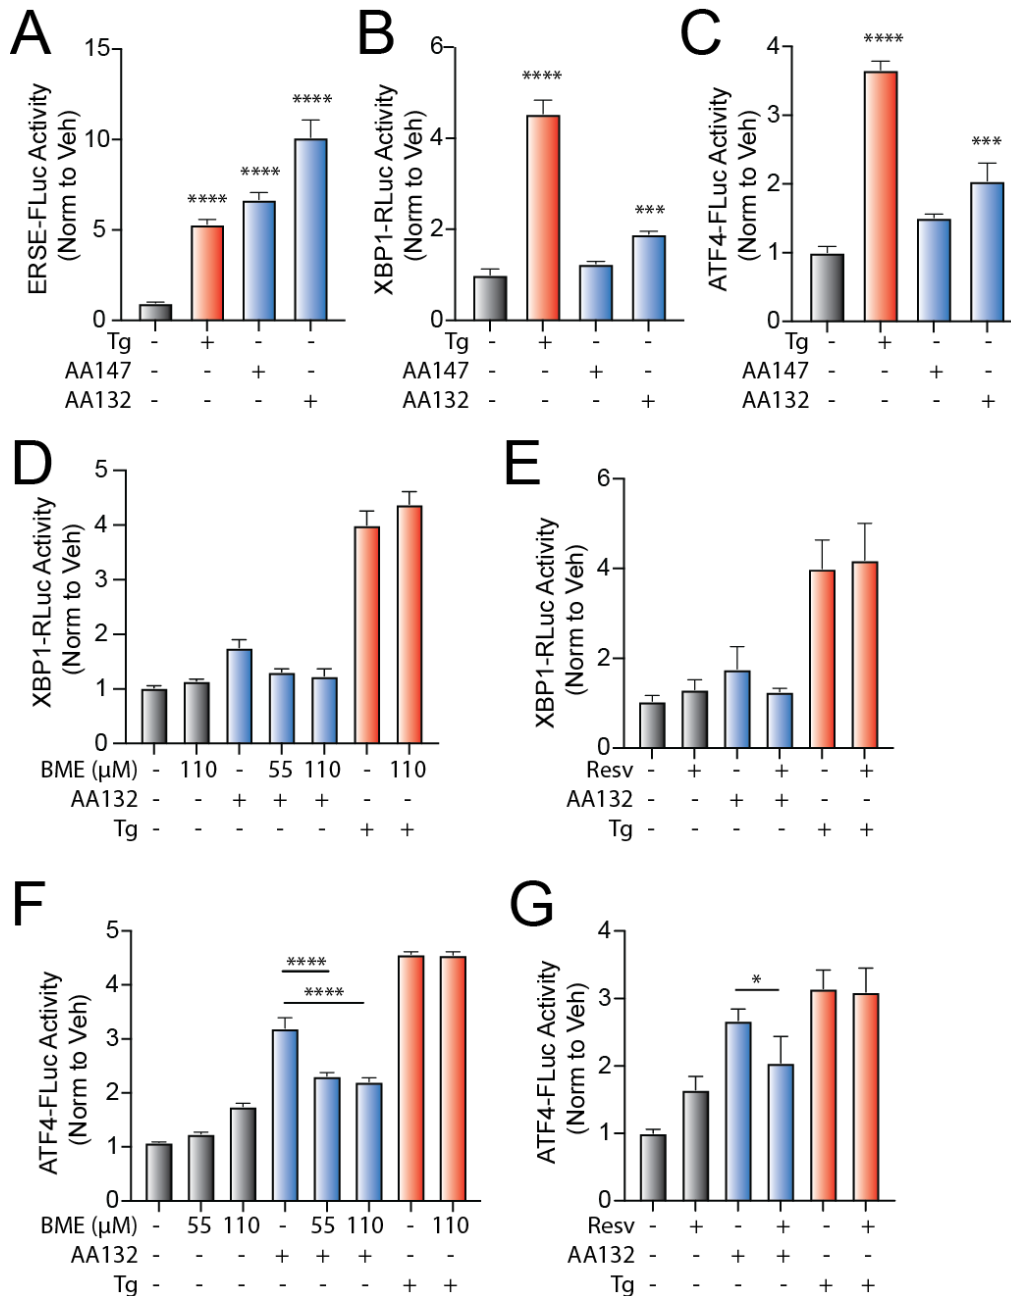 A
ERSE-FLuc Activity
(Norm to Veh)
15
10
5
0
****
****
****
Tg - + - -
AA147 - - + -
AA132 - - - +
B
XBP1-RLuc Activity
(Norm to Veh)
6
4
2
0
****
***
Tg - + - -
AA147 - - + -
AA132 - - - +
C
ATF4-FLuc Activity
(Norm to Veh)
4
3
2
1
0
****
***
Tg - + - -
AA147 - - + -
AA132 - - - +
D
XBP1-RLuc Activity
(Norm to Veh)
5
4
3
2
1
0
BME (μM) - 110 - 55 110 - 110
AA132 - - + + + - -
Tg - - - - - + +
E
XBP1-RLuc Activity
(Norm to Veh)
6
4
2
0
Resv - + - + - +
AA132 - - + + - -
Tg - - - - + +
F
ATF4-FLuc Activity
(Norm to Veh)
5
4
3
2
1
0
****
****
BME (μM) - 55 110 - 55 110 - 110
AA132 - - - + + + - -
Tg - - - - - - + +
G
ATF4-FLuc Activity
(Norm to Veh)
4
3
2
1
0
*
Resv - + - + - +
AA132 - - + + - -
Tg - - - - + +